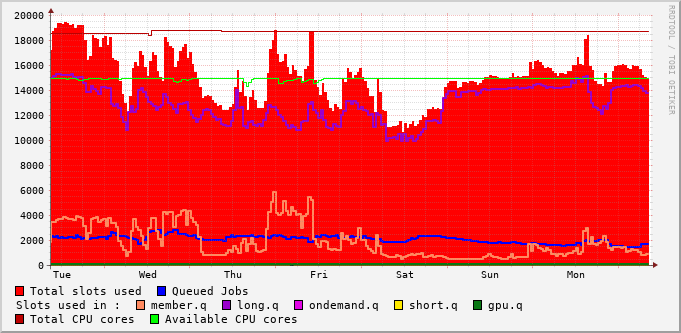 20000
18000
16000
14000
12000
10000
8000
6000
4000
2000
0
Tue Wed Thu Fri Sat Sun Mon
Total slots used Queued Jobs
Slots used in : member.q long.q ondemand.q short.q gpu.q
Total CPU cores Available CPU cores
RRDTOOL / TOBI OETIKER